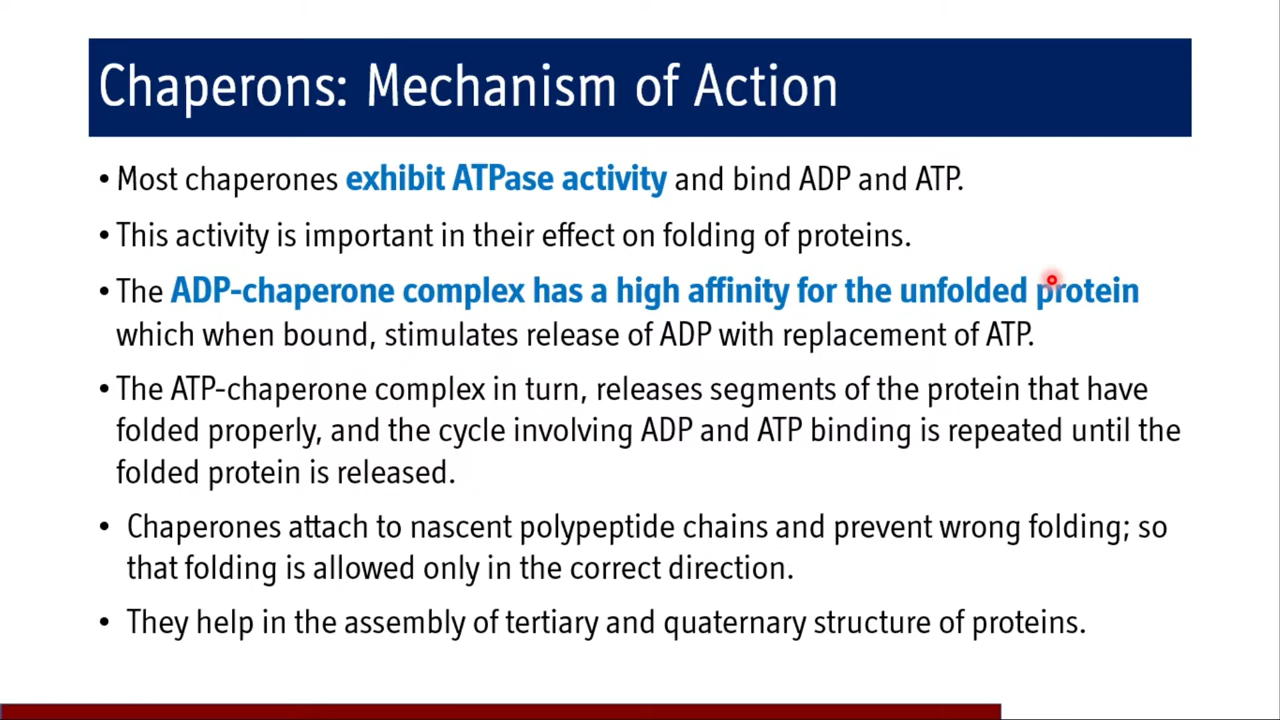 Chaperons: Mechanism of Action
• Most chaperones exhibit ATPase activity and bind ADP and ATP.
• This activity is important in their effect on folding of proteins.
• The ADP-chaperone complex has a high affinity for the unfolded protein
which when bound, stimulates release of ADP with replacement of ATP.
• The ATP-chaperone complex in turn, releases segments of the protein that have
folded properly, and the cycle involving ADP and ATP binding is repeated until the
folded protein is released.
• Chaperones attach to nascent polypeptide chains and prevent wrong folding; so
that folding is allowed only in the correct direction.
• They help in the assembly of tertiary and quaternary structure of proteins.